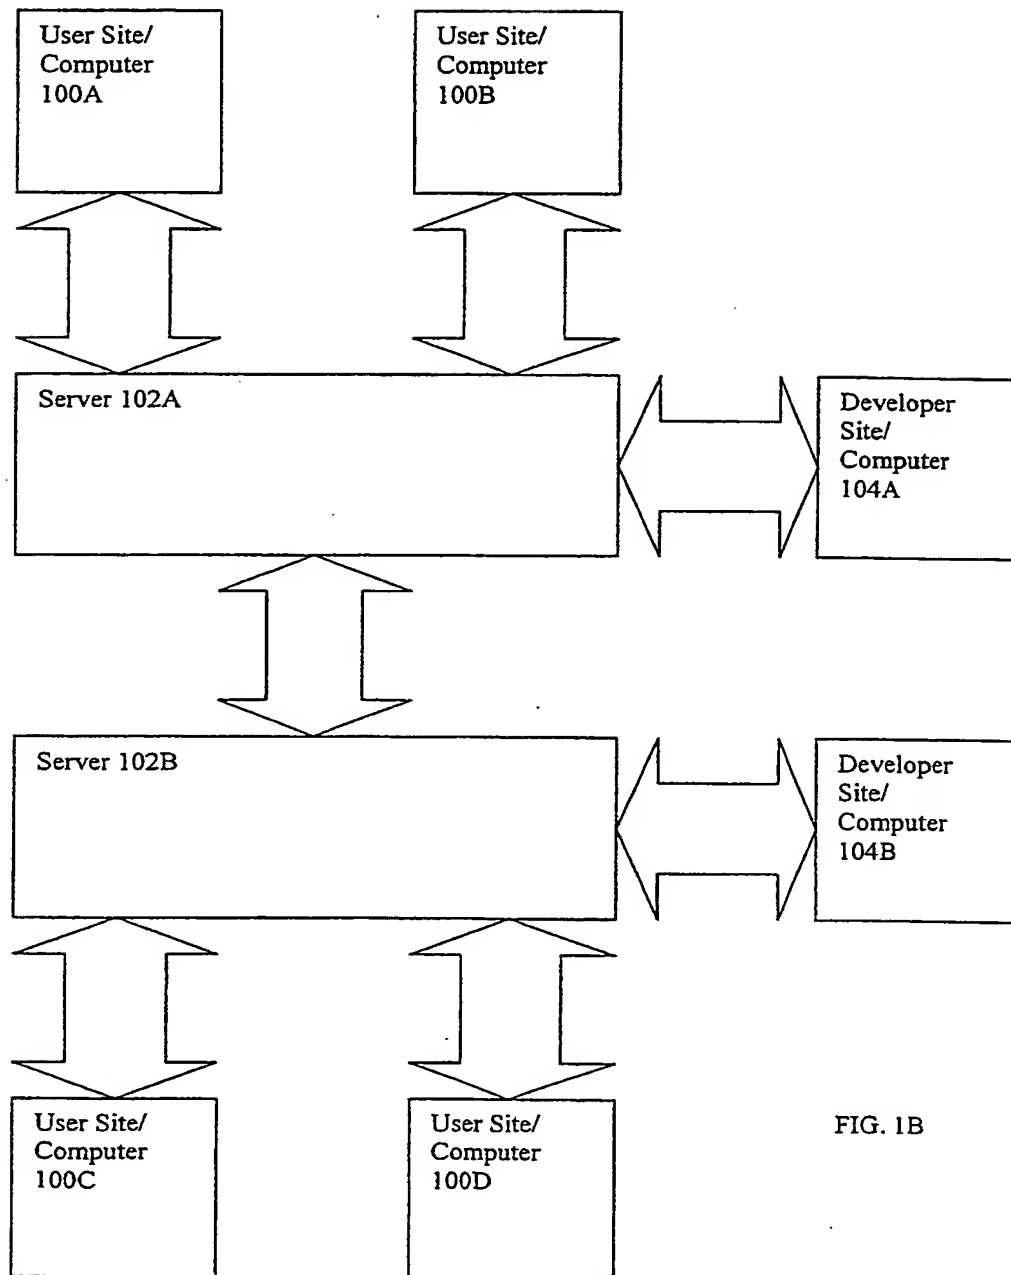 User Site/
Computer
100A
User Site/
Computer
100B
Server 102A
Developer
Site/
Computer
104A
Server 102B
Developer
Site/
Computer
104B
User Site/
Computer
100C
User Site/
Computer
100D
FIG. 1B